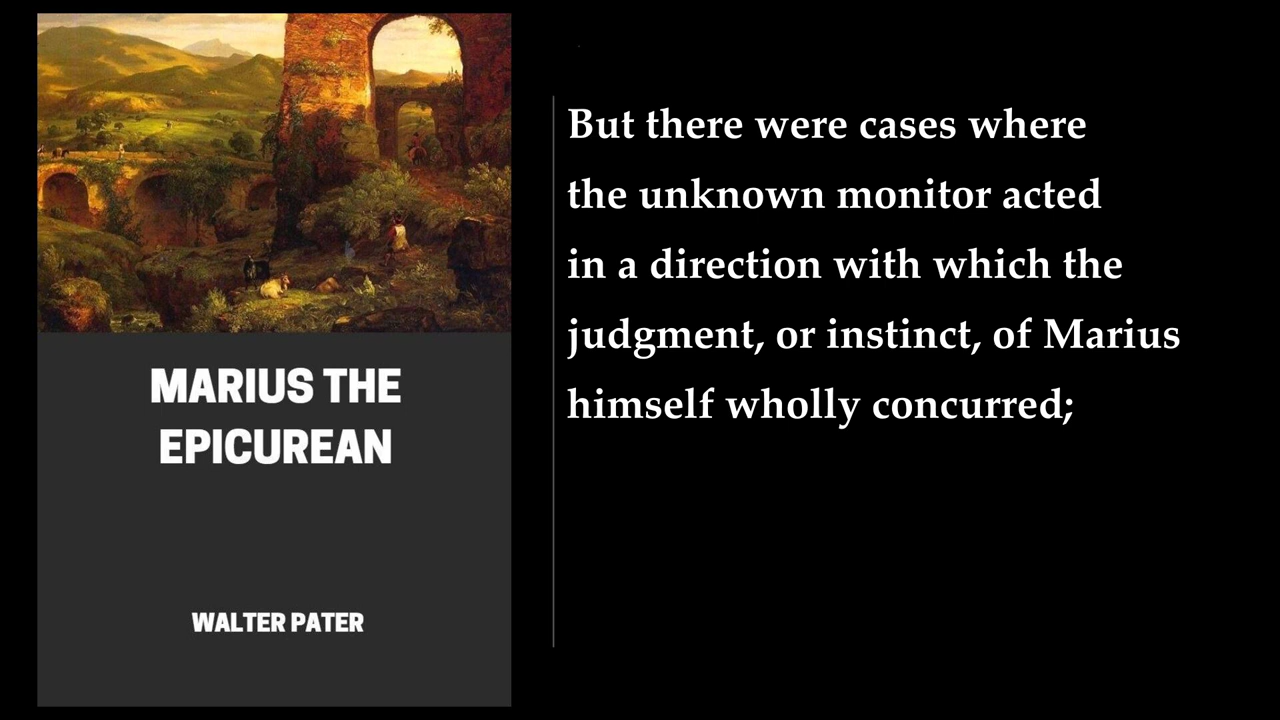 MARIUS THE
EPICUREAN
WALTER PATER
But there were cases where
the unknown monitor acted
in a direction with which the
judgment, or instinct, of Marius
himself wholly concurred;